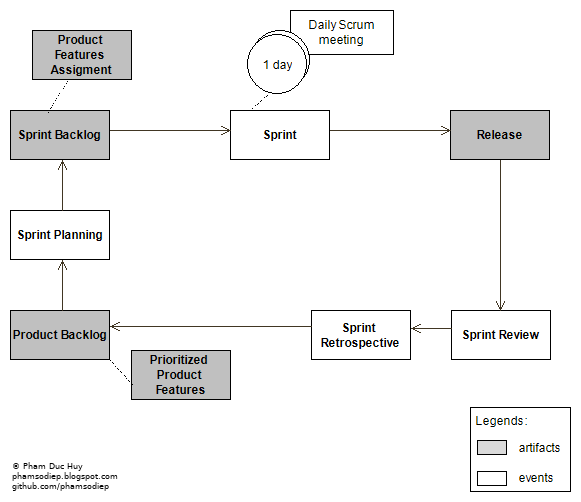 Daily Scrum
meeting
1 day
Product
Features
Assigment
Sprint Backlog
Sprint
Release
Sprint Planning
Product Backlog
Sprint
Retrospective
Sprint Review
Prioritized
Product
Features
Legends:
artifacts
events
© Pham Duc Huy
phamsodiep.blogspot.com
github.com/phamsodiep